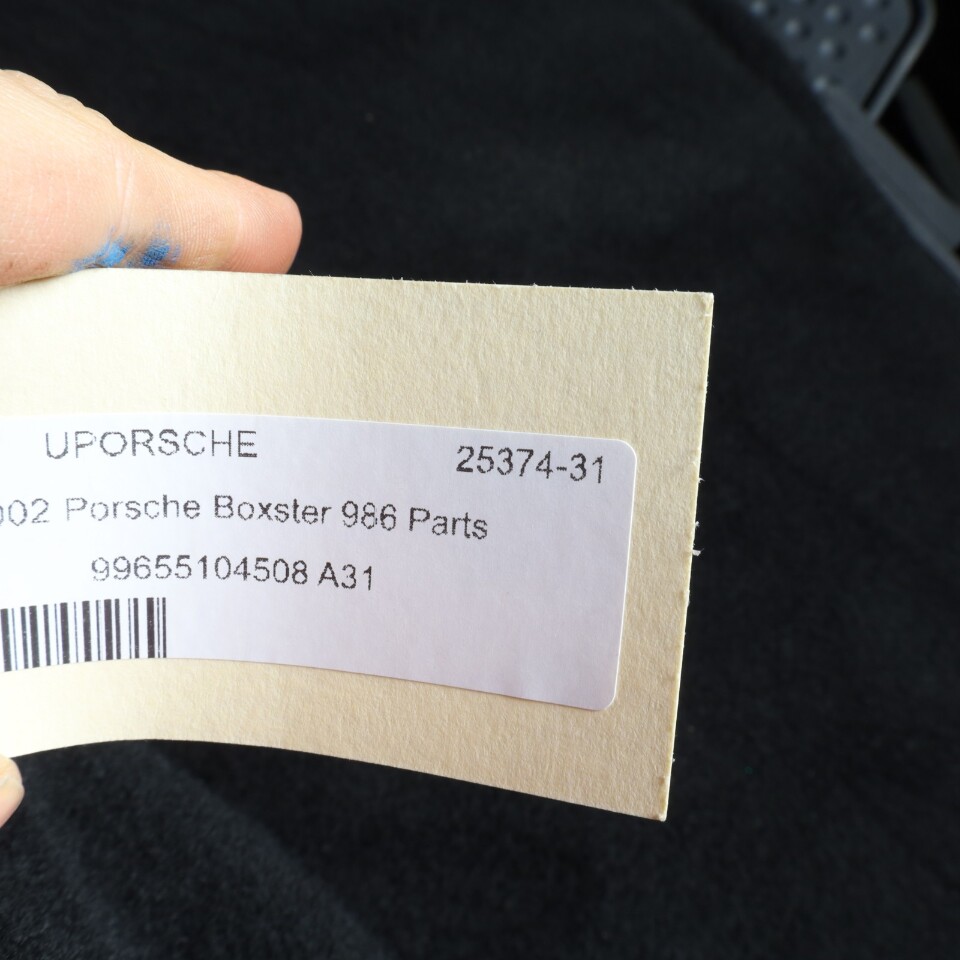 UPORSCHE 25374-31
002 Porsche Boxster 986 Parts
99655104508 A31